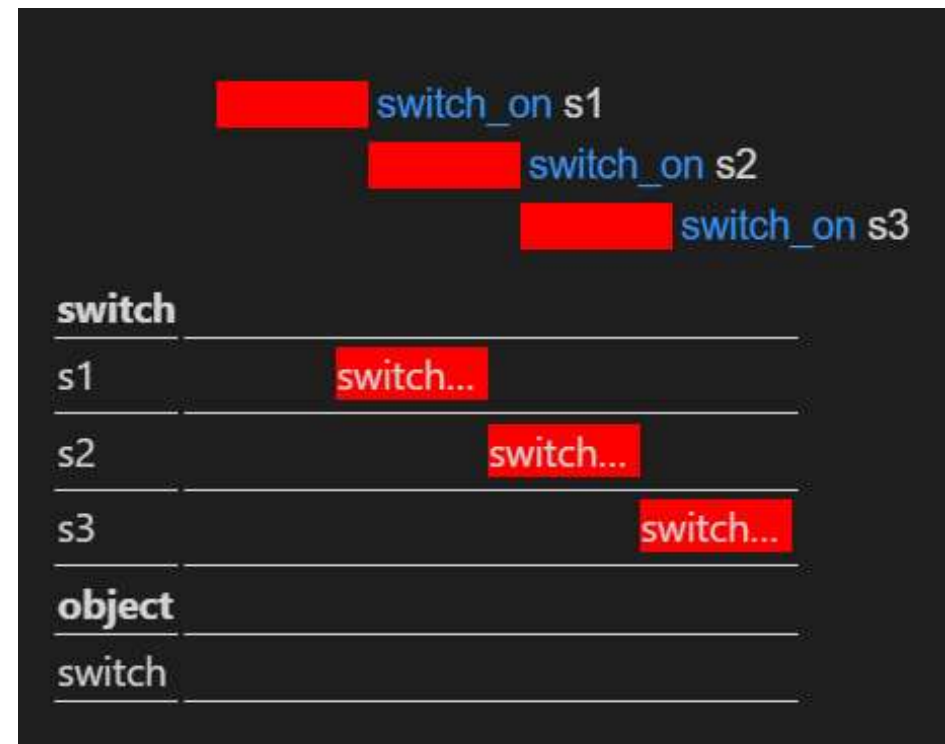 switch_on s1
switch_on s2
switch_on s3
switch
s1 switch...
s2 switch...
s3 switch...
object
switch